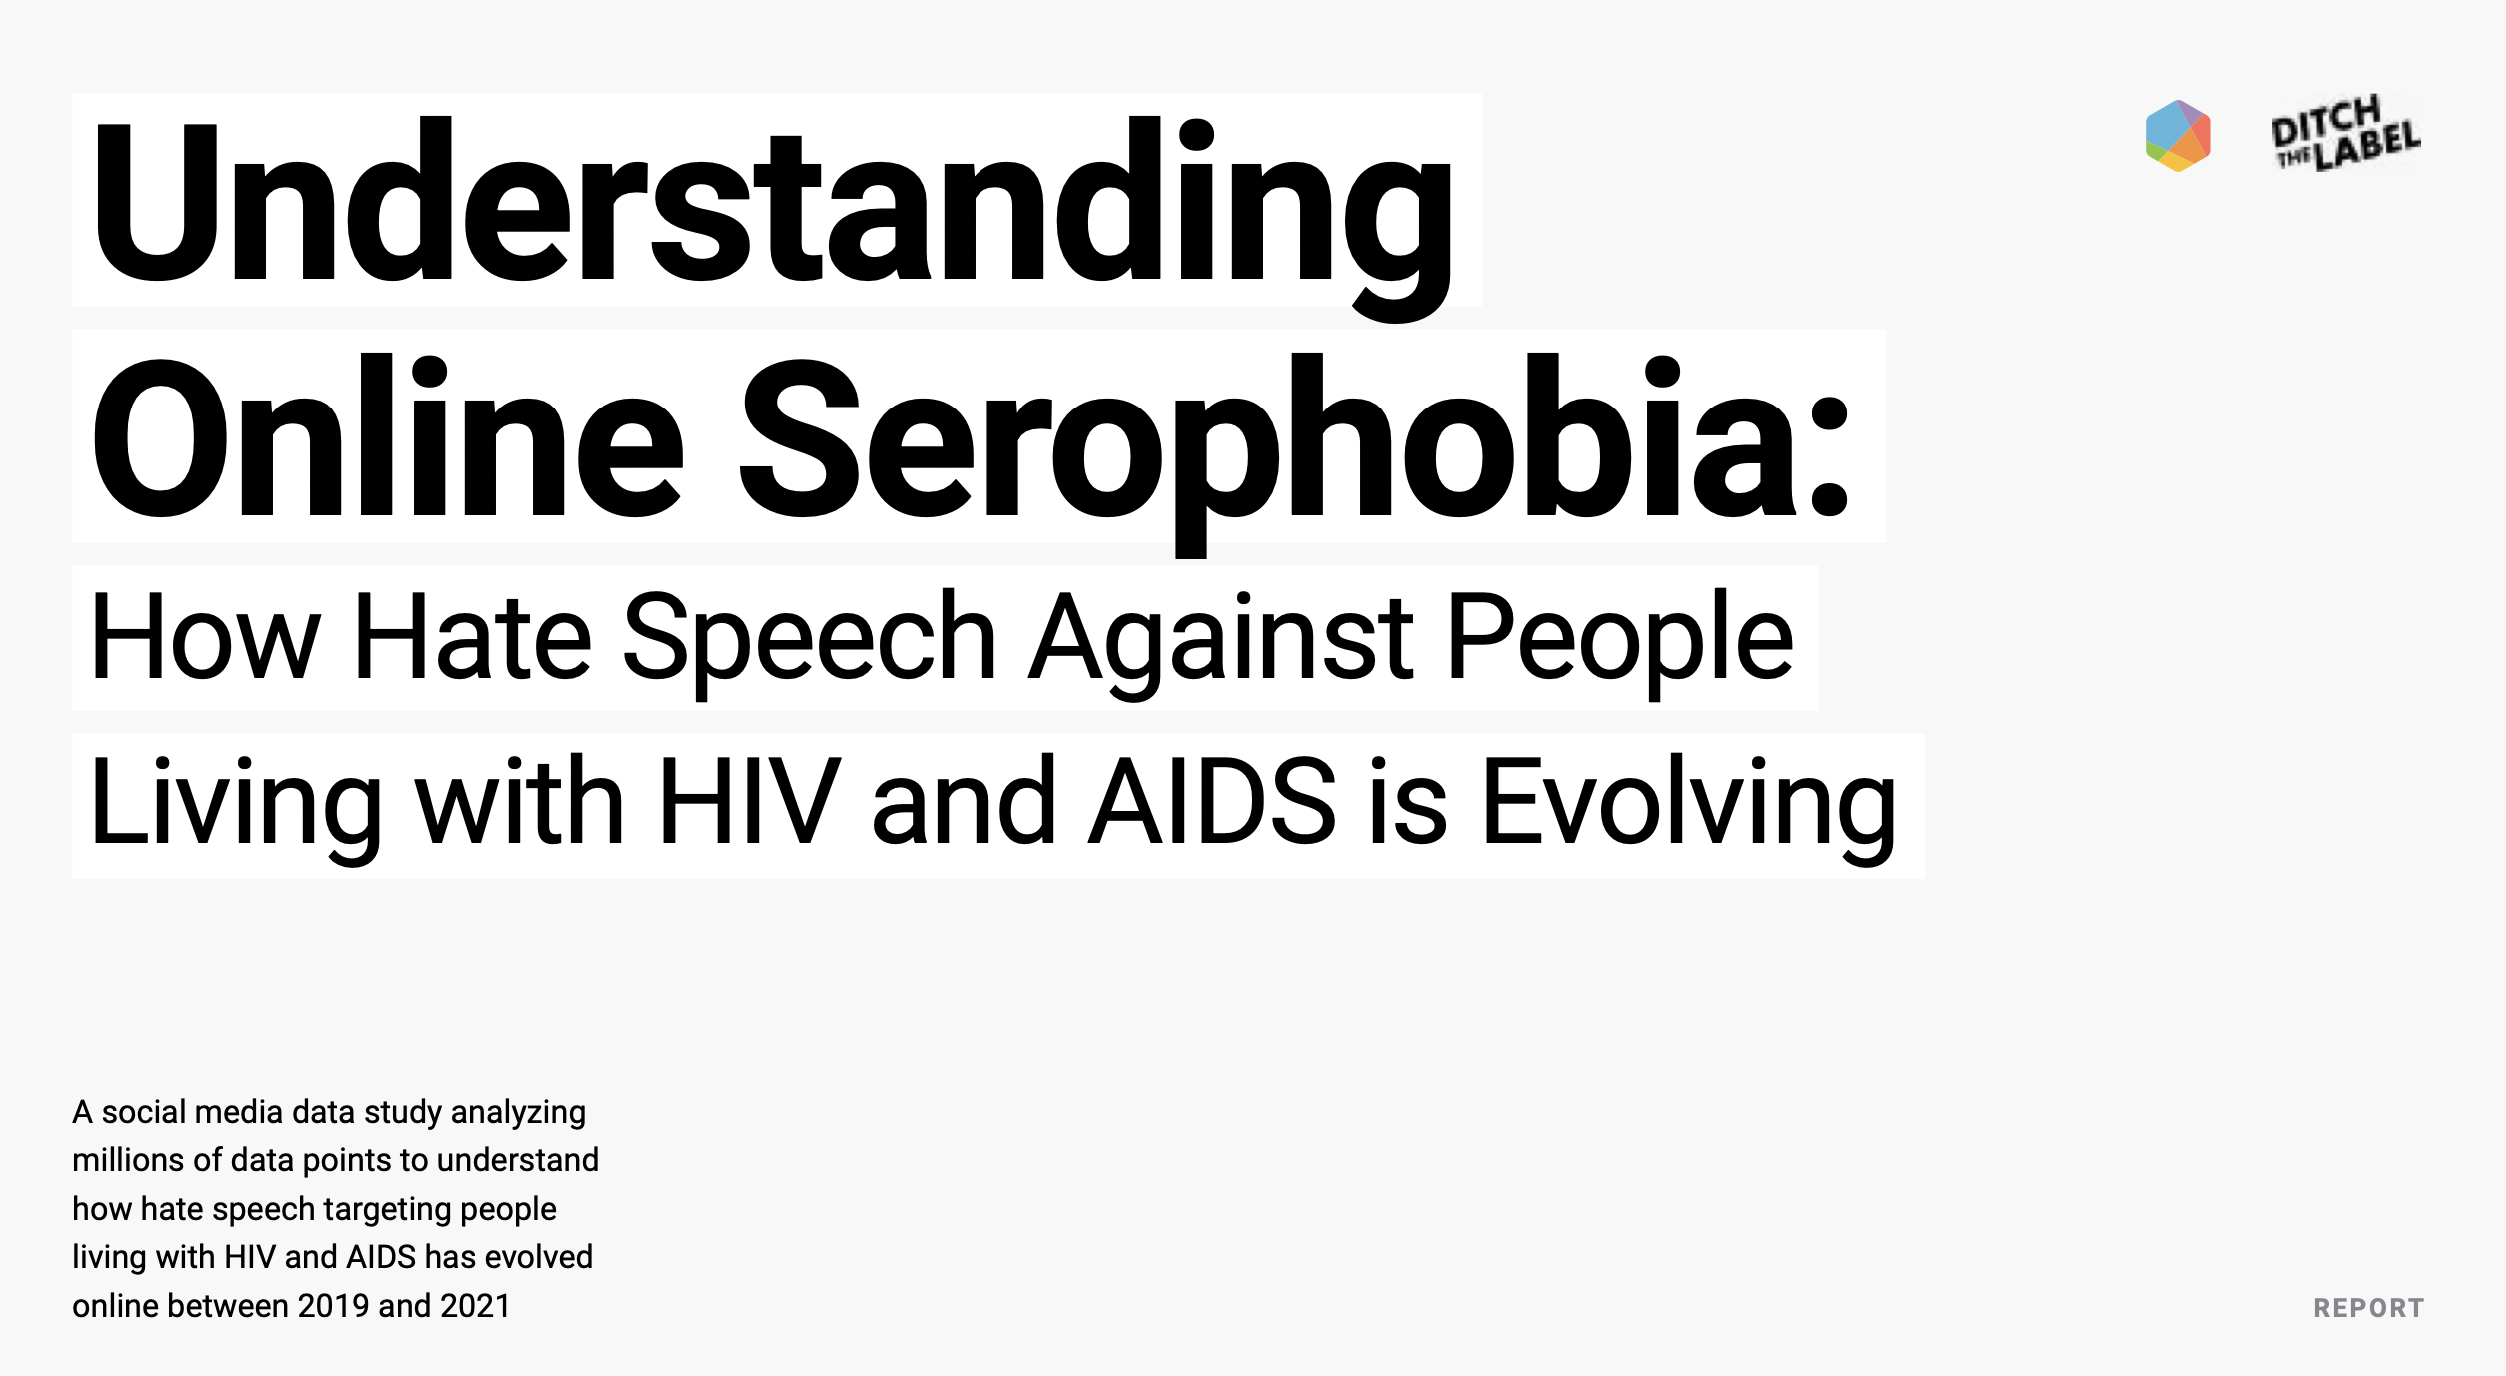 Understanding
Online Serophobia:
How Hate Speech Against People
Living with HIV and AIDS is Evolving
DITCH
THE LABEL
A social media data study analyzing
millions of data points to understand
how hate speech targeting people
living with HIV and AIDS has evolved
online between 2019 and 2021
REPORT